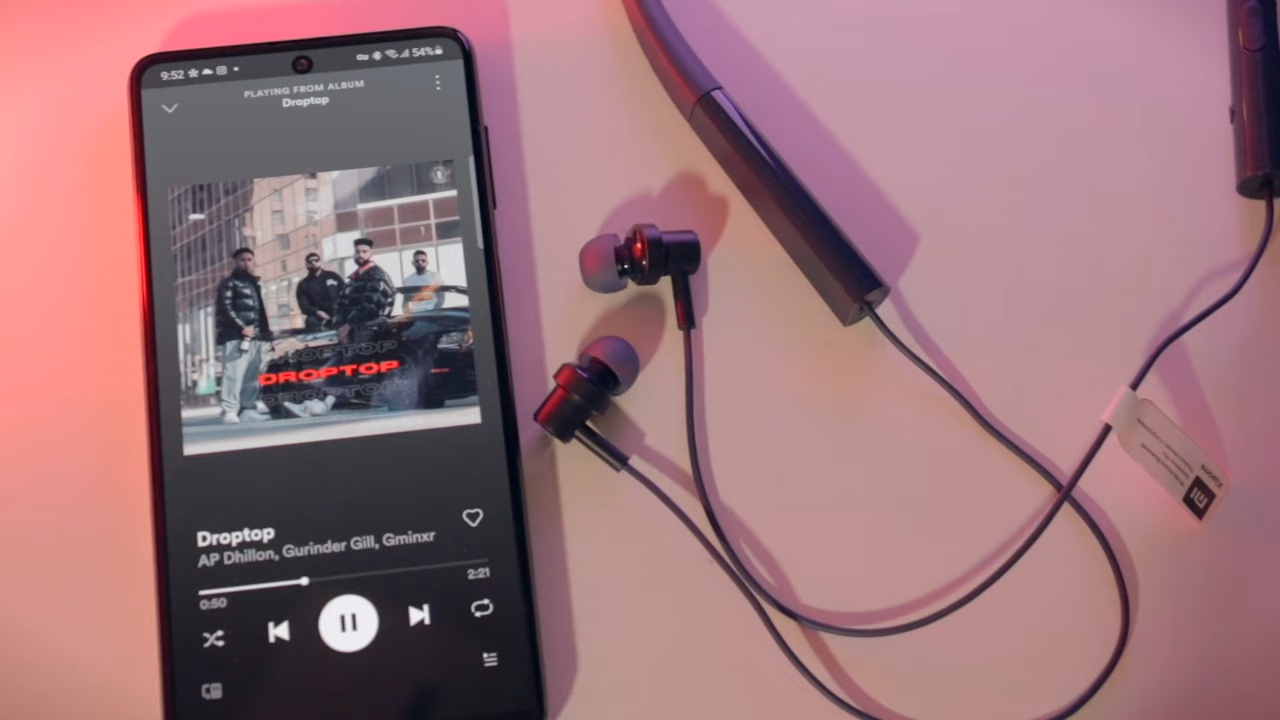 9:52
54%
PLAYING FROM ALBUM
Droptop
DROPTOP
DROPTOP
DROPTOP
Droptop
AP Dhillon, Gurinder Gill, Gminxr
0:50
2:21
mi